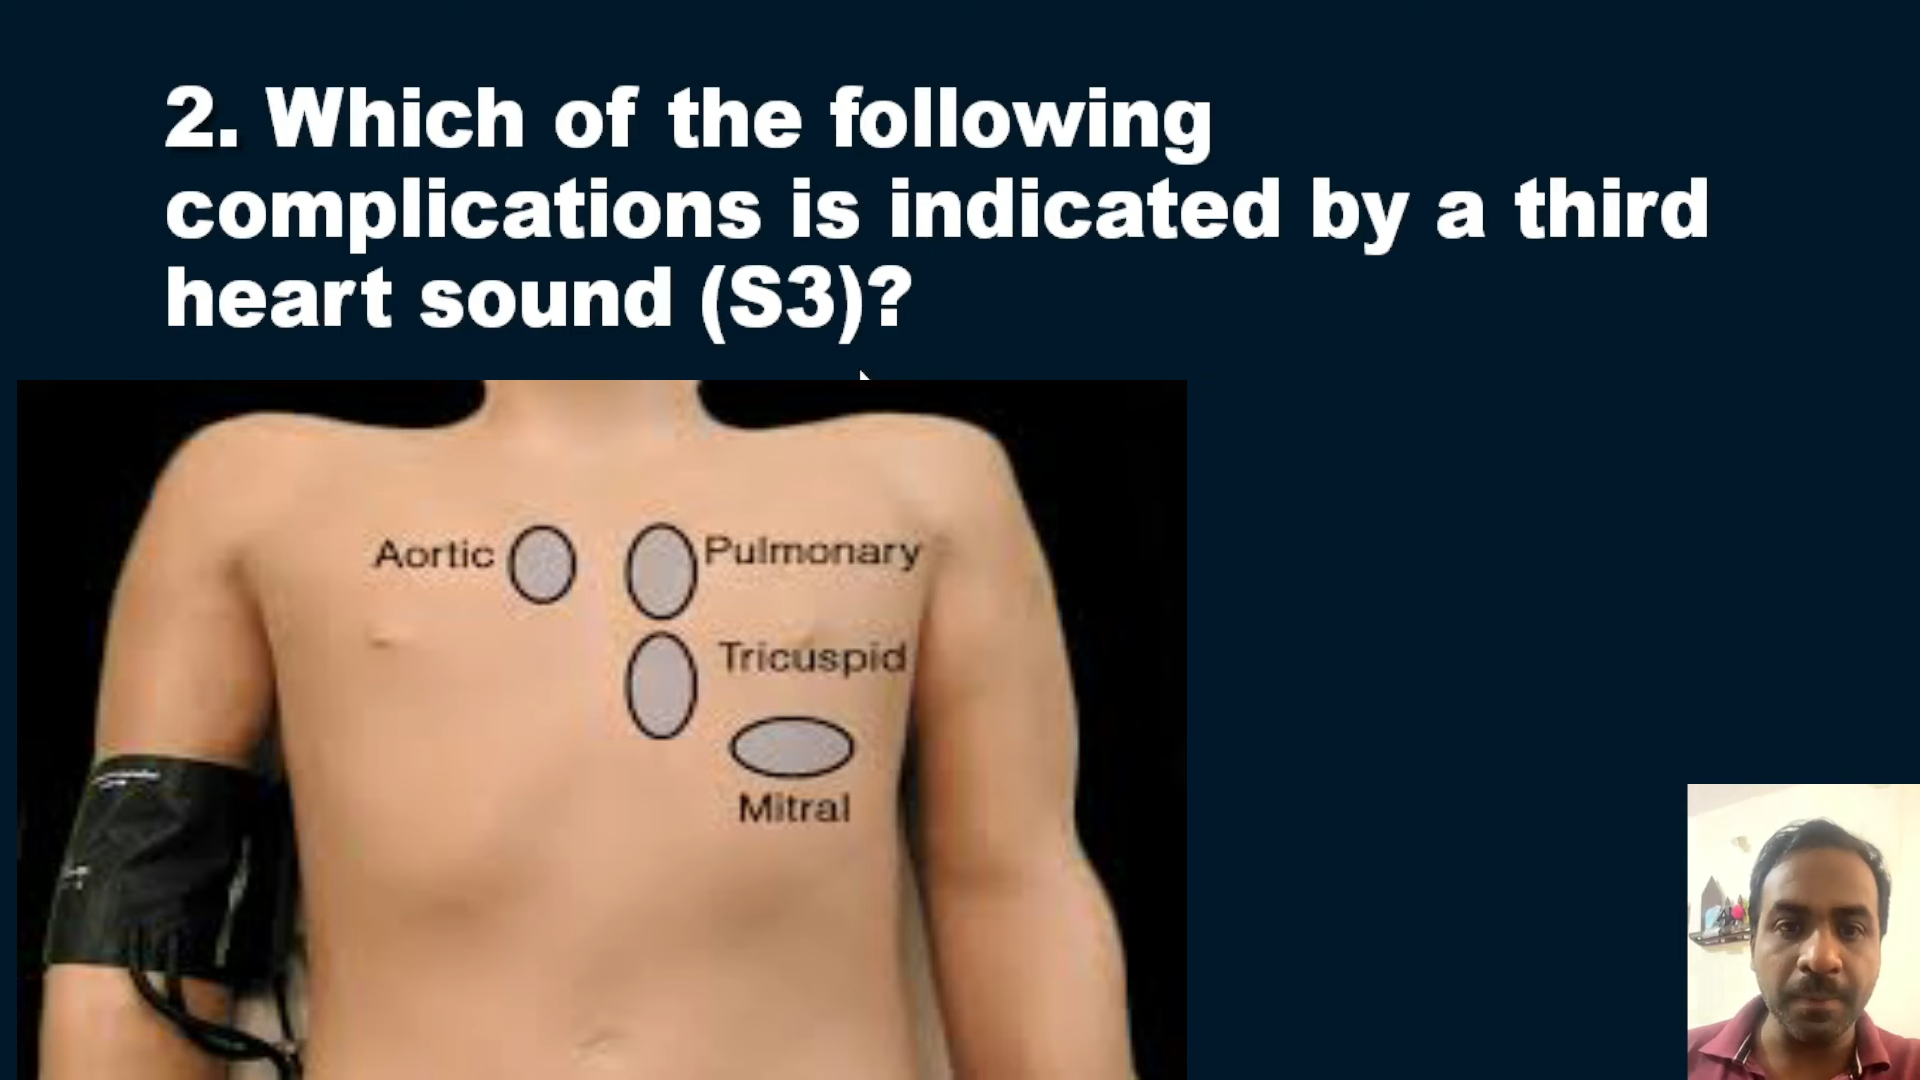 2. Which of the following
complications is indicated by a third
heart sound (S3)?
Aortic
Pulmonary
Tricuspid
Mitral